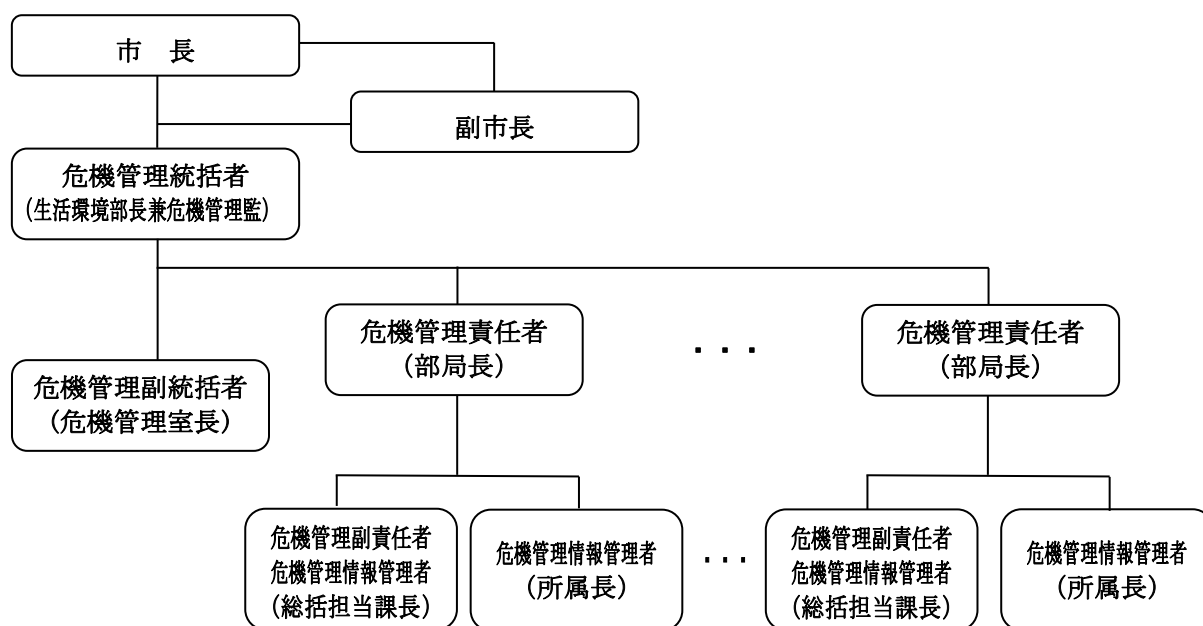 市　長
副市長
危機管理統括者
(生活環境部長兼危機管理監)
危機管理責任者
(部局長)
・・・
危機管理責任者
(部局長)
危機管理副統括者
(危機管理室長)
危機管理副責任者
危機管理情報管理者
(総括担当課長)
危機管理情報管理者
(所属長)
・・・
危機管理副責任者
危機管理情報管理者
(総括担当課長)
危機管理情報管理者
(所属長)